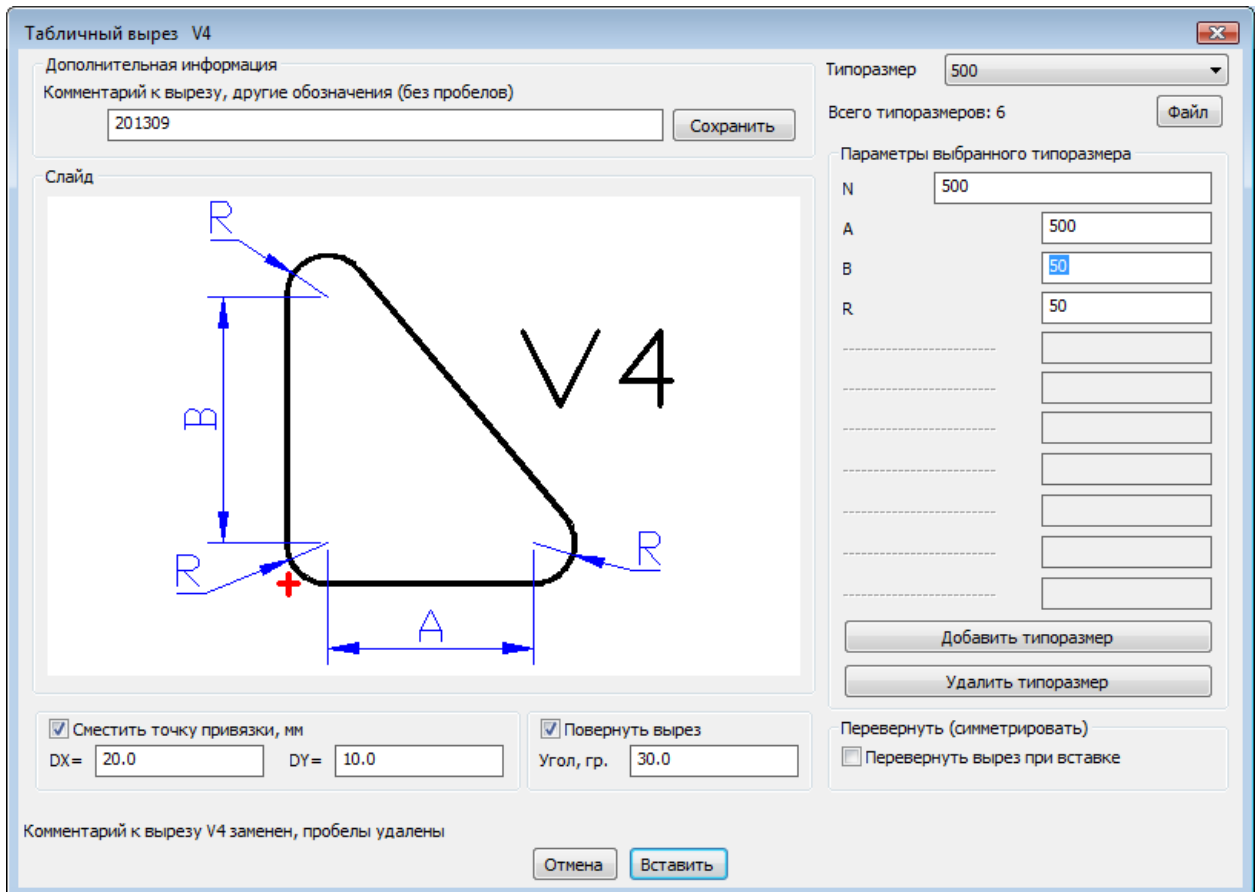 Табличный вырез V4
Дополнительная информация
Комментарий к вырезу, другие обозначения (без пробелов)
201309
Сохранить
Типоразмер 500
Всего типоразмеров: 6
Файл
Слайд
R
B
R
R
A
V4
Параметры выбранного типоразмера
N 500
A 500
B 50
R 50
Добавить типоразмер
Удалить типоразмер
Сместить точку привязки, мм
DX= 20.0 DY= 10.0
Повернуть вырез
Угол, гр. 30.0
Перевернуть (симметрировать)
Перевернуть вырез при вставке
Комментарий к вырезу V4 заменен, пробелы удалены
Отмена Вставить